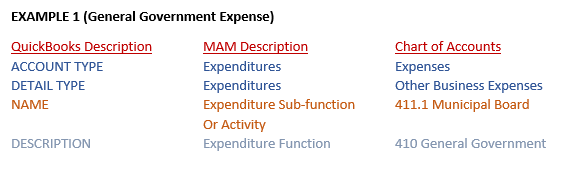 EXAMPLE 1 (General Government Expense)
QuickBooks Description MAM Description Chart of Accounts
ACCOUNT TYPE Expenditures Expenses
DETAIL TYPE Expenditures Other Business Expenses
NAME Expenditure Sub-function 411.1 Municipal Board
Or Activity
DESCRIPTION Expenditure Function 410 General Government